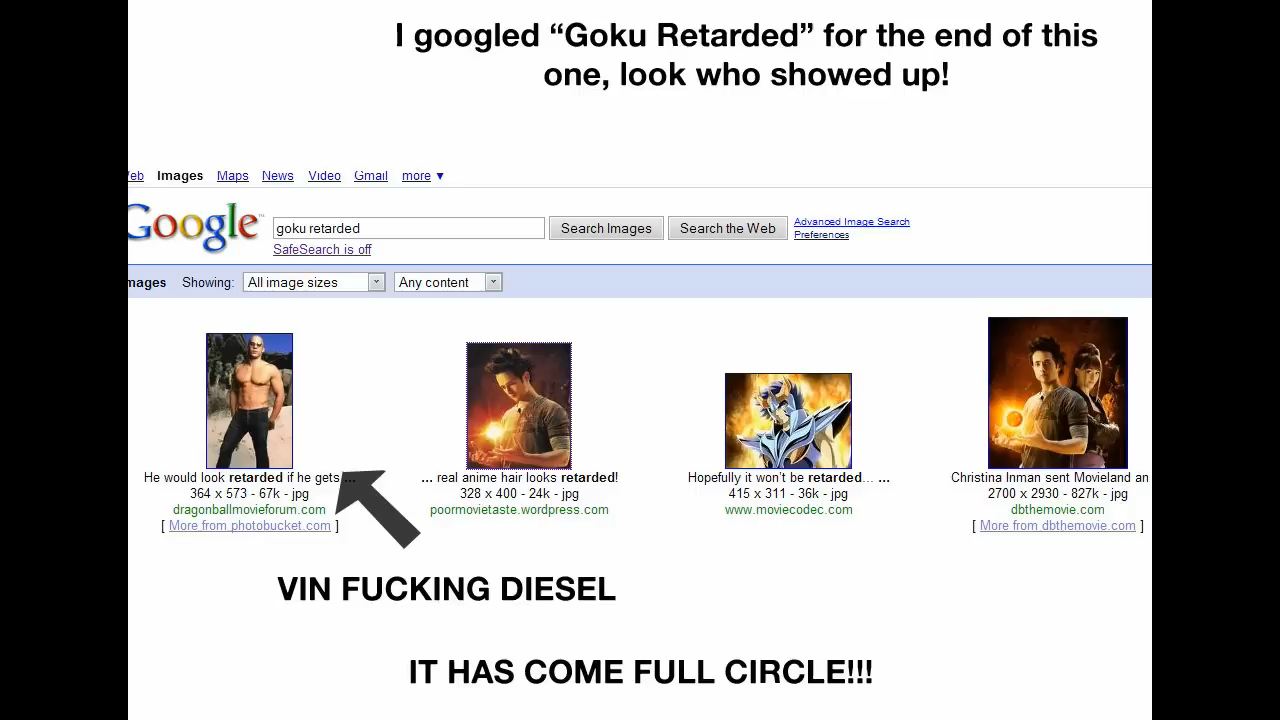 I googled “Goku Retarded” for the end of this
one, look who showed up!
eb Images Maps News Video Gmail more ▼
Google™ goku retarded Search Images Search the Web Advanced Image Search
Preferences
SafeSearch is off
mages Showing: All image sizes Any content
He would look retarded if he gets ...
364 x 573 - 67k - jpg
dragonballmovieforum.com
[ More from photobucket.com ]
... real anime hair looks retarded!
328 x 400 - 24k - jpg
poormovietaste.wordpress.com
Hopefully it won't be retarded... ...
415 x 311 - 36k - jpg
www.moviecodec.com
Christina Inman sent Movieland an
2700 x 2930 - 827k - jpg
dbthemovie.com
[ More from dbthemovie.com ]
VIN FUCKING DIESEL
IT HAS COME FULL CIRCLE!!!